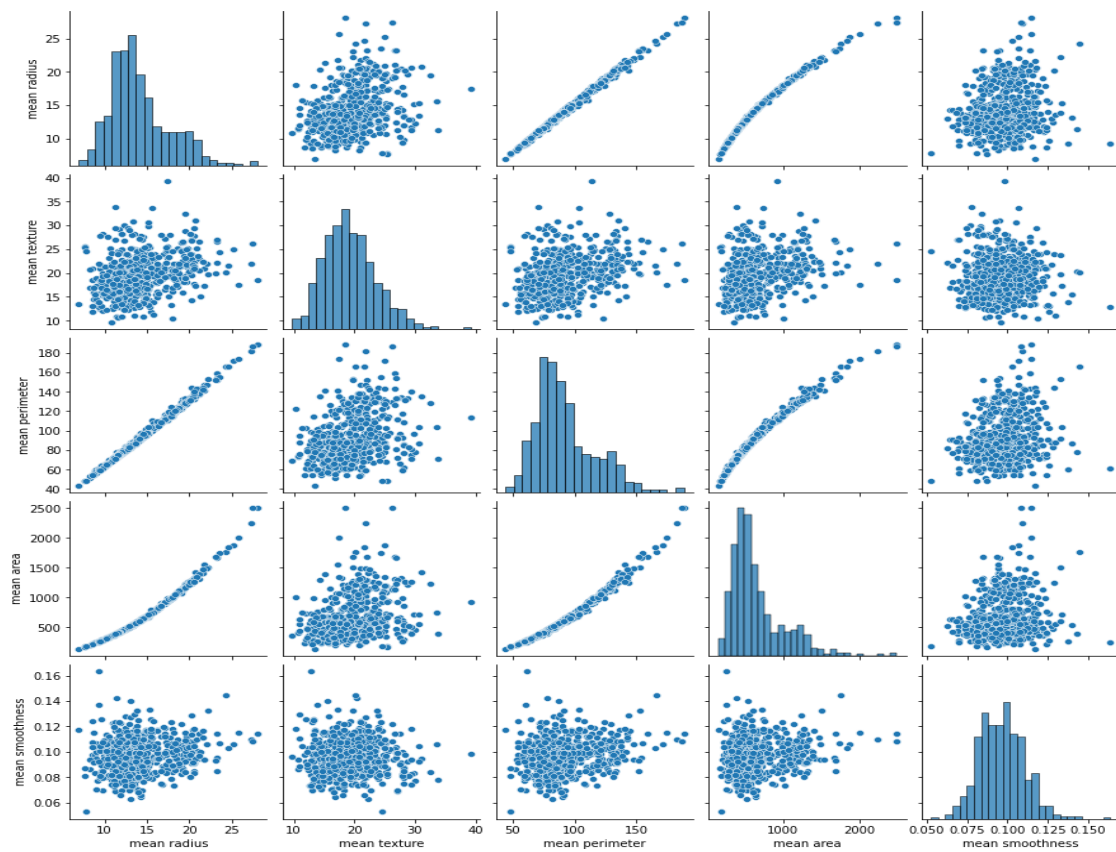 mean radius
25
20
15
10
mean texture
40
35
30
25
20
15
10
mean perimeter
180
160
140
120
100
80
60
40
mean area
2500
2000
1500
1000
500
mean smoothness
0.16
0.14
0.12
0.10
0.08
0.06
10 15 20 25
10 20 30 40
50 100 150
1000 2000
0.050 0.075 0.100 0.125 0.150
mean radius
mean texture
mean perimeter
mean area
mean smoothness